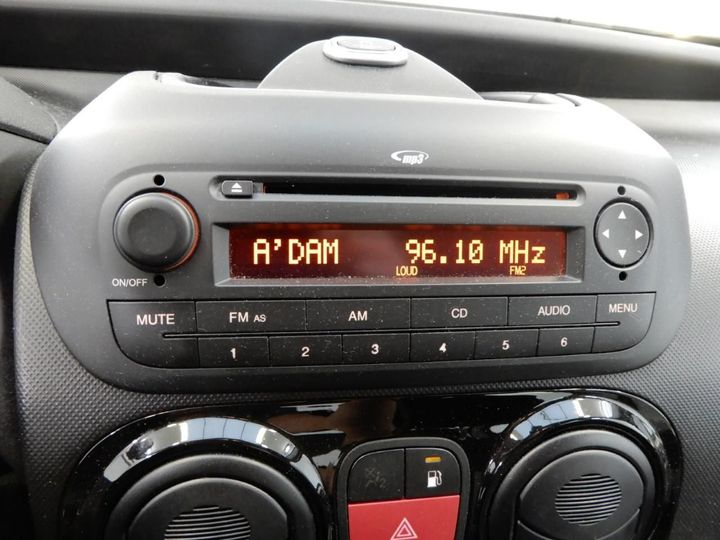 mp3
A'DAM 96.10 MHz
LOUD FM2
ON/OFF
MUTE FM AS AM CD AUDIO MENU
1 2 3 4 5 6